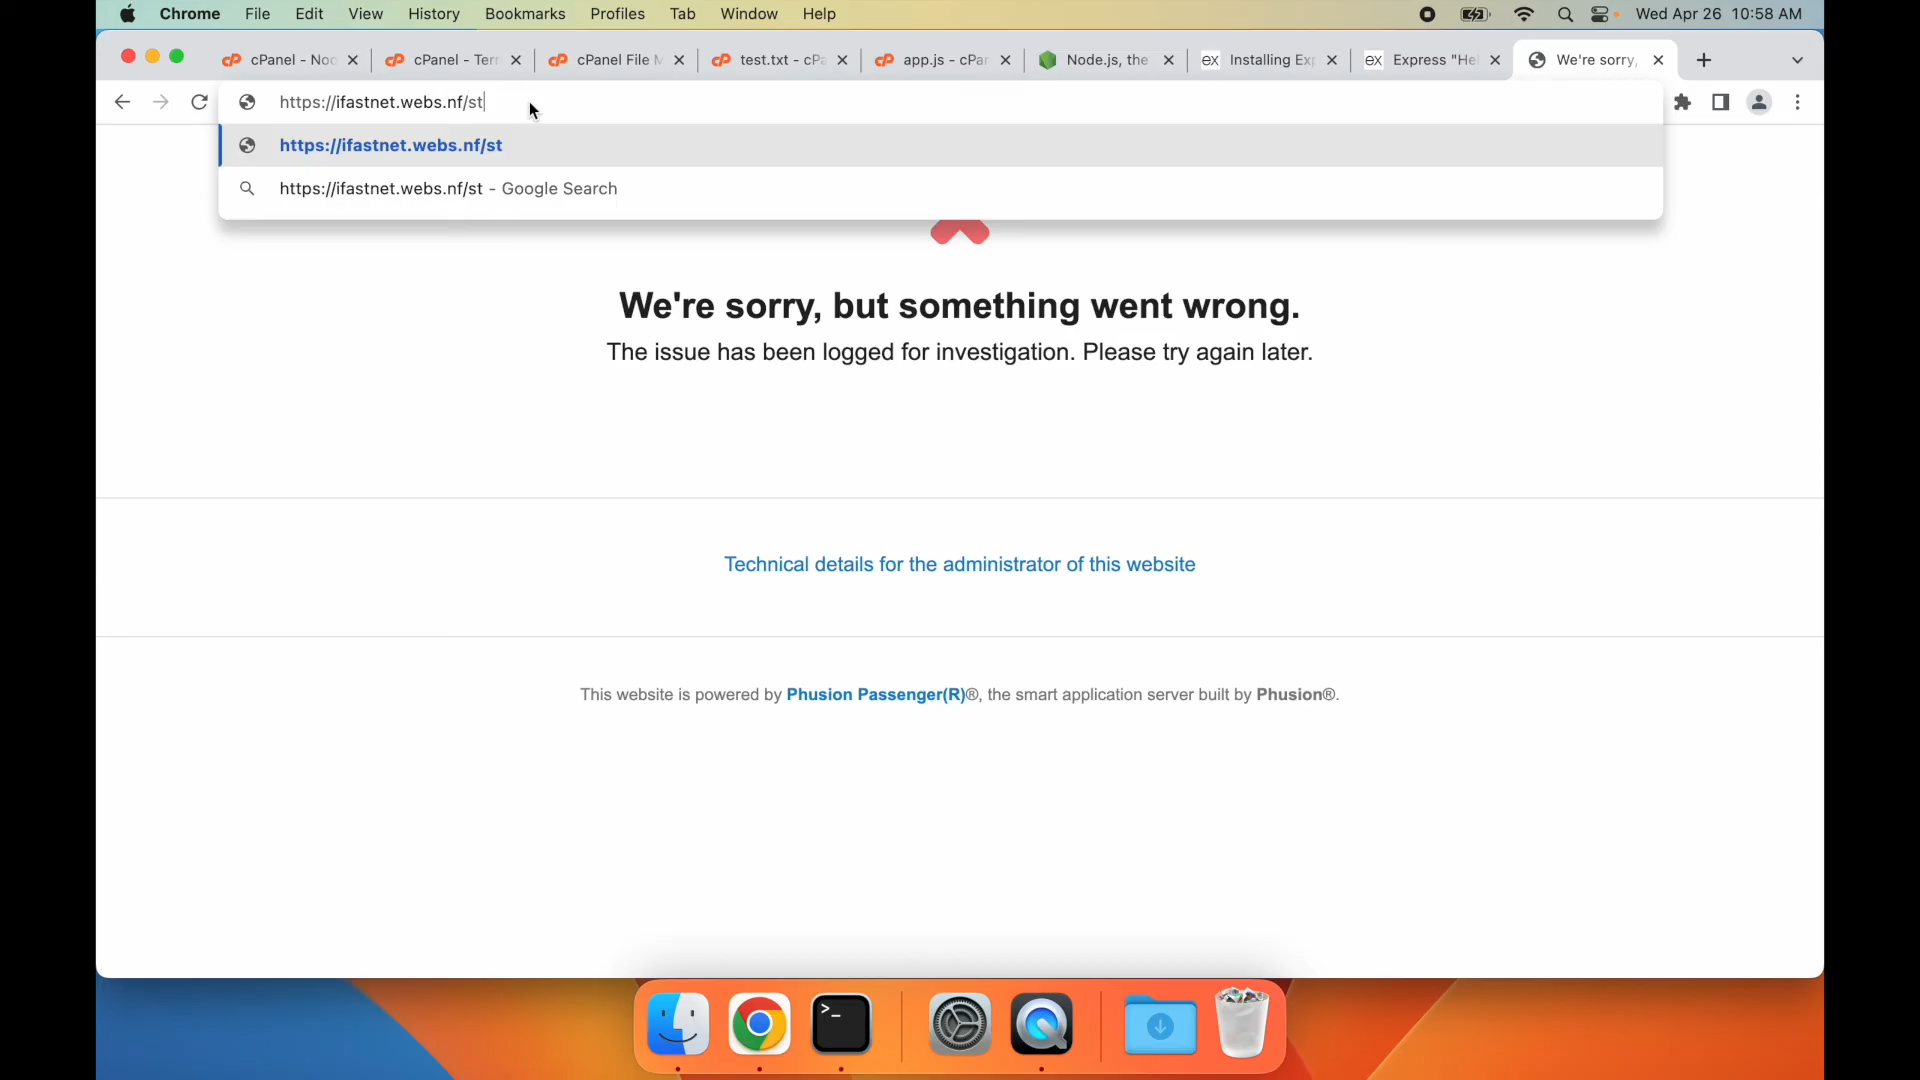 Chrome File Edit View History Bookmarks Profiles Tab Window Help Wed Apr 26 10:58 AM
cPanel - Noc cPanel - Terr cPanel File M test.txt - cPa app.js - cPar Node.js, the Installing Exp Express "Hel We're sorry,
https://ifastnet.webs.nf/st
https://ifastnet.webs.nf/st
https://ifastnet.webs.nf/st - Google Search
We're sorry, but something went wrong.
The issue has been logged for investigation. Please try again later.
Technical details for the administrator of this website
This website is powered by Phusion Passenger(R)®, the smart application server built by Phusion®.